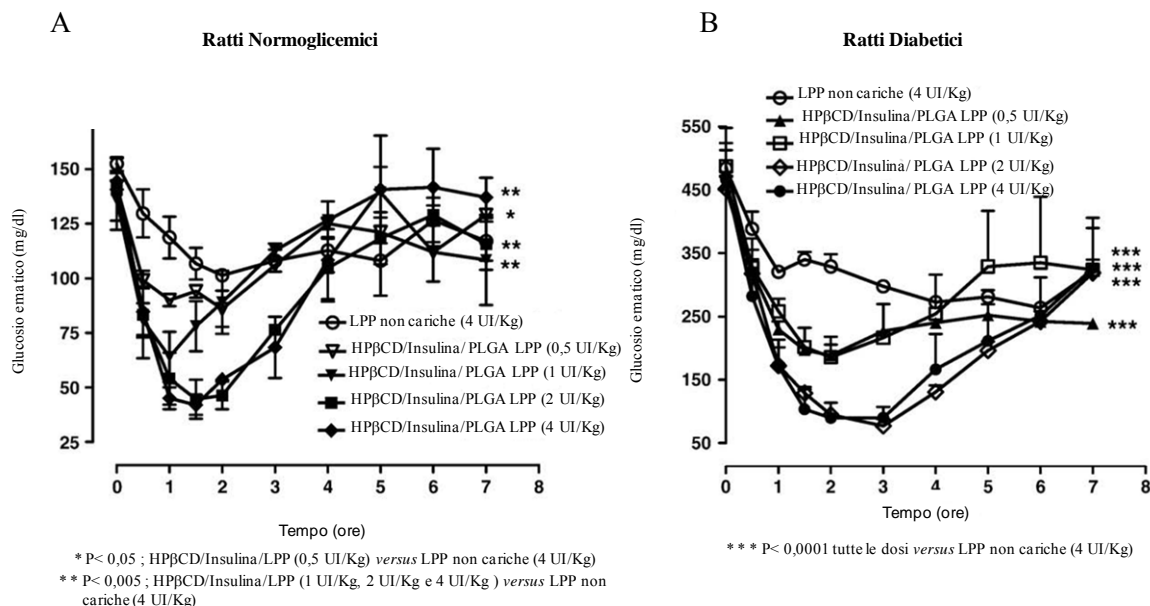 A
Ratti Normoglicemici
Glucosio ematico (mg/dl)
150
125
100
75
50
25
LPP non cariche (4 UI/Kg)
HPβCD/Insulina/PLGA LPP (0,5 UI/Kg)
HPβCD/Insulina/PLGA LPP (1 UI/Kg)
HPβCD/Insulina/PLGA LPP (2 UI/Kg)
HPβCD/Insulina/PLGA LPP (4 UI/Kg)
**
*
**
**
0 1 2 3 4 5 6 7 8
Tempo (ore)
* P< 0,05 ; HPβCD/Insulina/LPP (0,5 UI/Kg) versus LPP non cariche (4 UI/Kg)
** P< 0,005 ; HPβCD/Insulina/LPP (1 UI/Kg, 2 UI/Kg e 4 UI/Kg ) versus LPP non
cariche (4 UI/Kg)
B
Ratti Diabetici
LPP non cariche (4 UI/Kg)
HPβCD/Insulina/PLGA LPP (0,5 UI/Kg)
HPβCD/Insulina/PLGA LPP (1 UI/Kg)
HPβCD/Insulina/PLGA LPP (2 UI/Kg)
HPβCD/Insulina/PLGA LPP (4 UI/Kg)
Glucosio ematico (mg/dl)
550
450
350
250
150
50
***
***
***
***
0 1 2 3 4 5 6 7 8
Tempo (ore)
*** P< 0,0001 tutte le dosi versus LPP non cariche (4 UI/Kg)